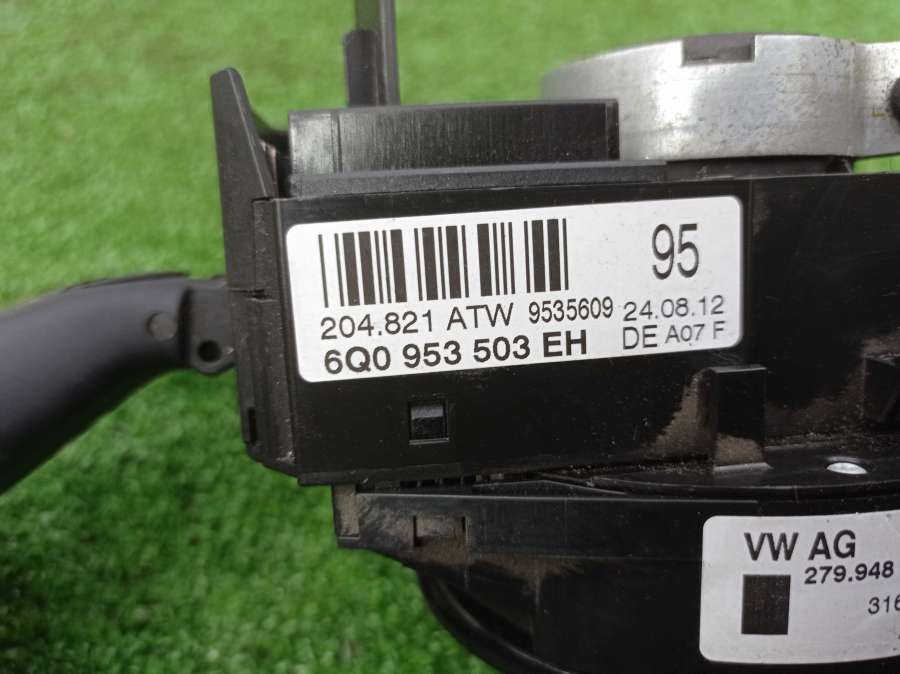 95
204.821 ATW 9535609 24.08.12
6Q0 953 503 EH DE A07 F
VW AG
279.948
316